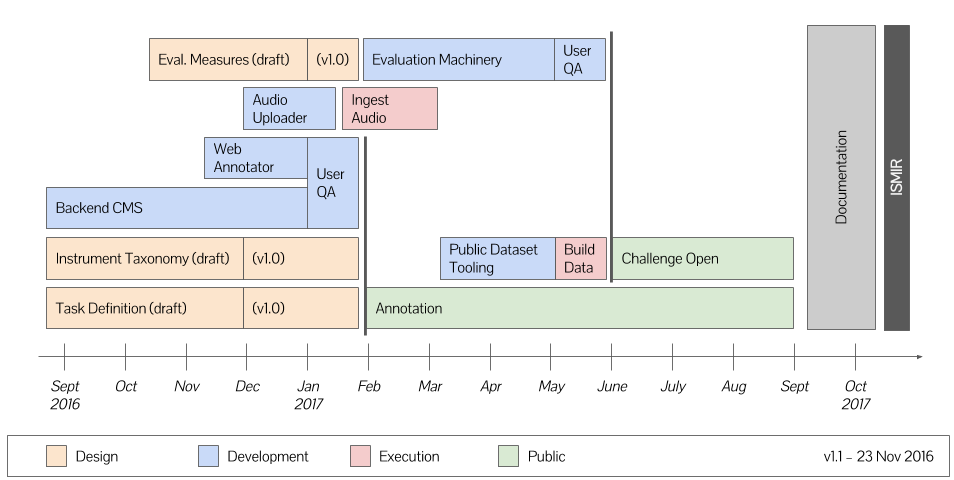 Eval. Measures (draft)
(v1.0)
Evaluation Machinery
User
QA
Audio
Uploader
Ingest
Audio
Web
Annotator
User
QA
Backend CMS
Instrument Taxonomy (draft)
(v1.0)
Public Dataset
Tooling
Build
Data
Challenge Open
Task Definition (draft)
(v1.0)
Annotation
Documentation
ISMIR
Sept
2016
Oct
Nov
Dec
Jan
2017
Feb
Mar
Apr
May
June
July
Aug
Sept
Oct
2017
Design
Development
Execution
Public
v1.1 – 23 Nov 2016